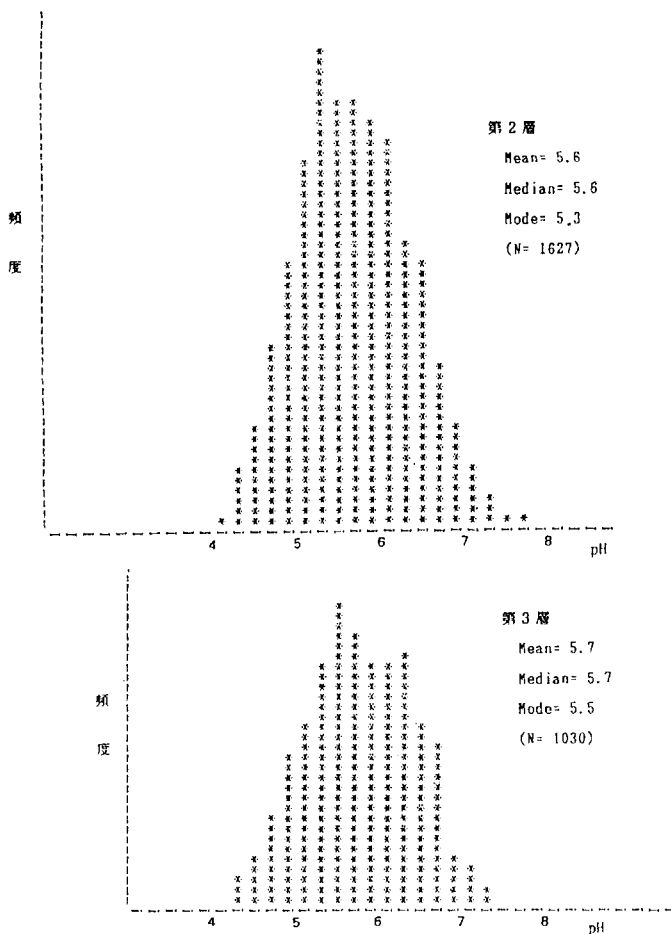 第2層
Mean= 5.6
Median= 5.6
Mode= 5.3
(N= 1627)
頻
度
4 5 6 7 8
pH
第3層
Mean= 5.7
Median= 5.7
Mode= 5.5
(N= 1030)
頻
度
4 5 6 7 8
pH